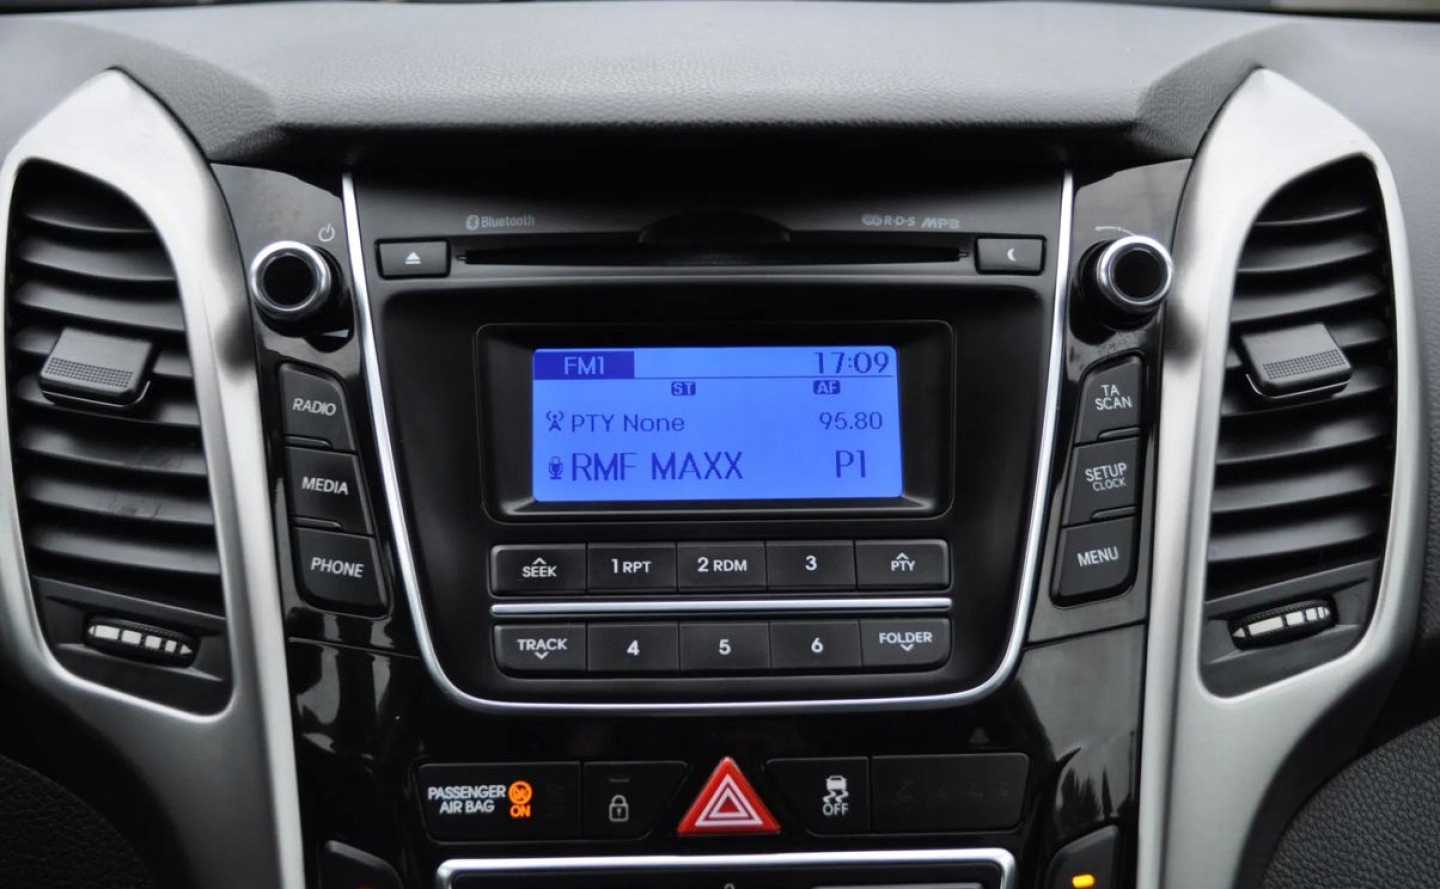 Bluetooth
R·D·S MP3
FM1 17:09
ST AF
PTY None 95.80
RMF MAXX P1
RADIO
MEDIA
PHONE
TA
SCAN
SETUP
CLOCK
MENU
SEEK 1 RPT 2 RDM 3 PTY
TRACK 4 5 6 FOLDER
PASSENGER
AIR BAG
ON
OFF